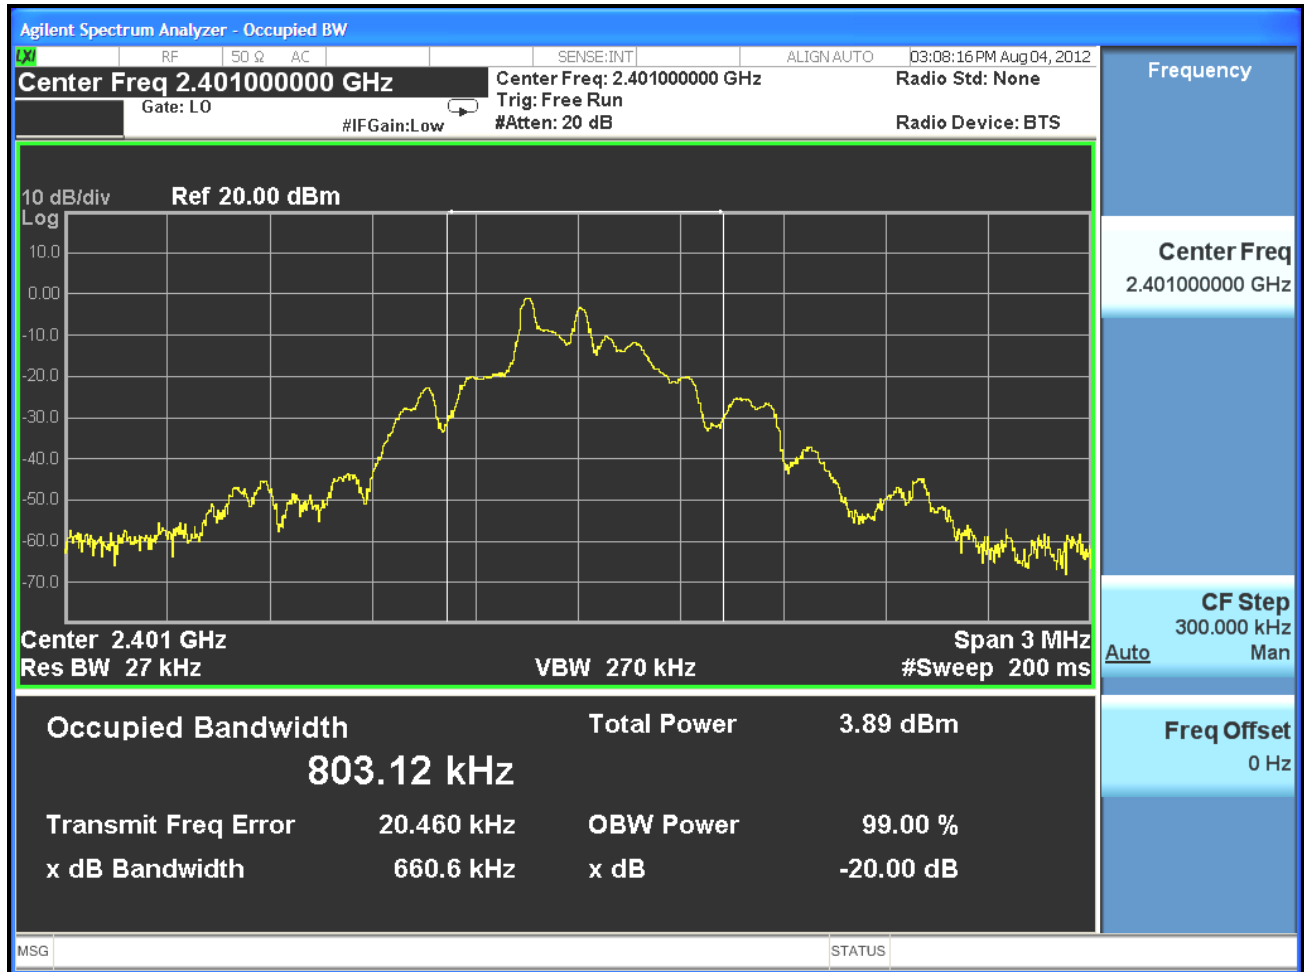 Agilent Spectrum Analyzer - Occupied BW
LXI RF 50 Ω AC SENSE:INT ALIGN AUTO 03:08:16 PM Aug 04, 2012
Center Freq 2.401000000 GHz
Gate: LO
#IFGain:Low
Center Freq: 2.401000000 GHz
Trig: Free Run
#Atten: 20 dB
Radio Std: None
Radio Device: BTS
10 dB/div Ref 20.00 dBm
Log
10.0
0.00
-10.0
-20.0
-30.0
-40.0
-50.0
-60.0
-70.0
Center 2.401 GHz Span 3 MHz
Res BW 27 kHz VBW 270 kHz #Sweep 200 ms
Occupied Bandwidth Total Power 3.89 dBm
803.12 kHz
Transmit Freq Error 20.460 kHz OBW Power 99.00 %
x dB Bandwidth 660.6 kHz x dB -20.00 dB
MSG STATUS
Frequency
Center Freq
2.401000000 GHz
CF Step
300.000 kHz
Auto Man
Freq Offset
0 Hz